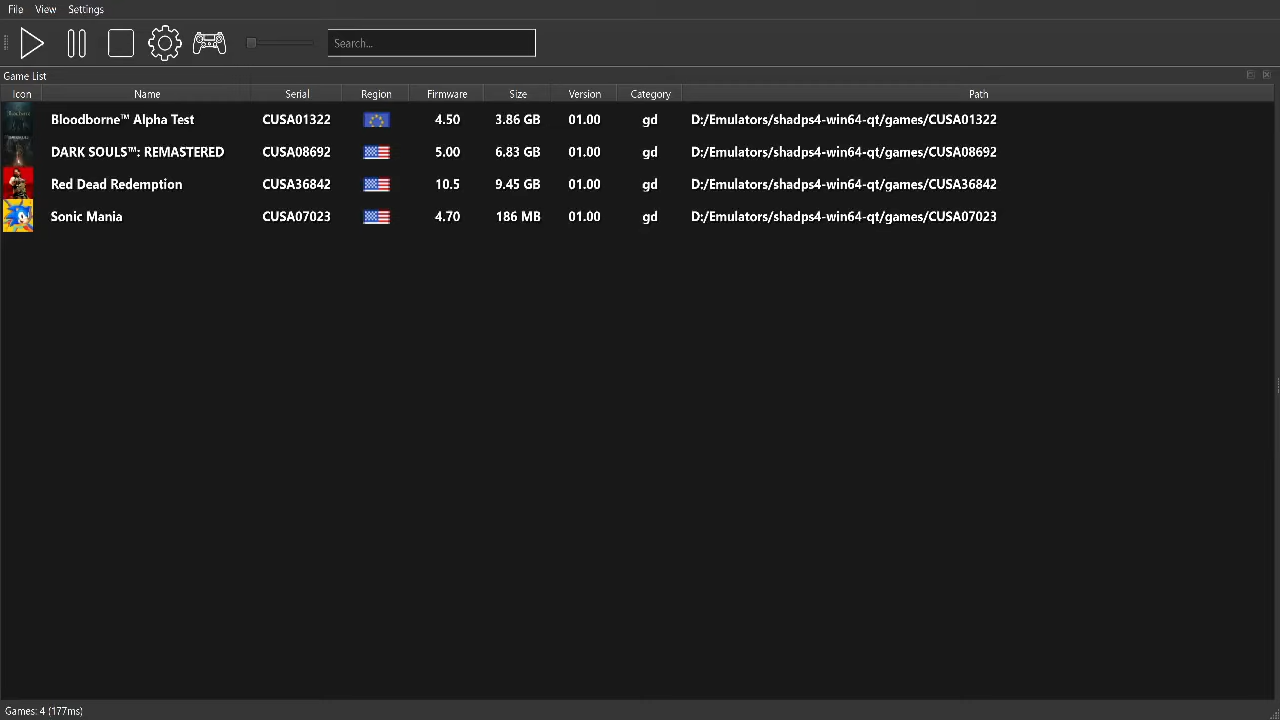 File View Settings
Search...
Game List
Icon Name Serial Region Firmware Size Version Category Path
Bloodborne™ Alpha Test CUSA01322 4.50 3.86 GB 01.00 gd D:/Emulators/shadps4-win64-qt/games/CUSA01322
DARK SOULS™: REMASTERED CUSA08692 5.00 6.83 GB 01.00 gd D:/Emulators/shadps4-win64-qt/games/CUSA08692
Red Dead Redemption CUSA36842 10.5 9.45 GB 01.00 gd D:/Emulators/shadps4-win64-qt/games/CUSA36842
Sonic Mania CUSA07023 4.70 186 MB 01.00 gd D:/Emulators/shadps4-win64-qt/games/CUSA07023
Games: 4 (177ms)